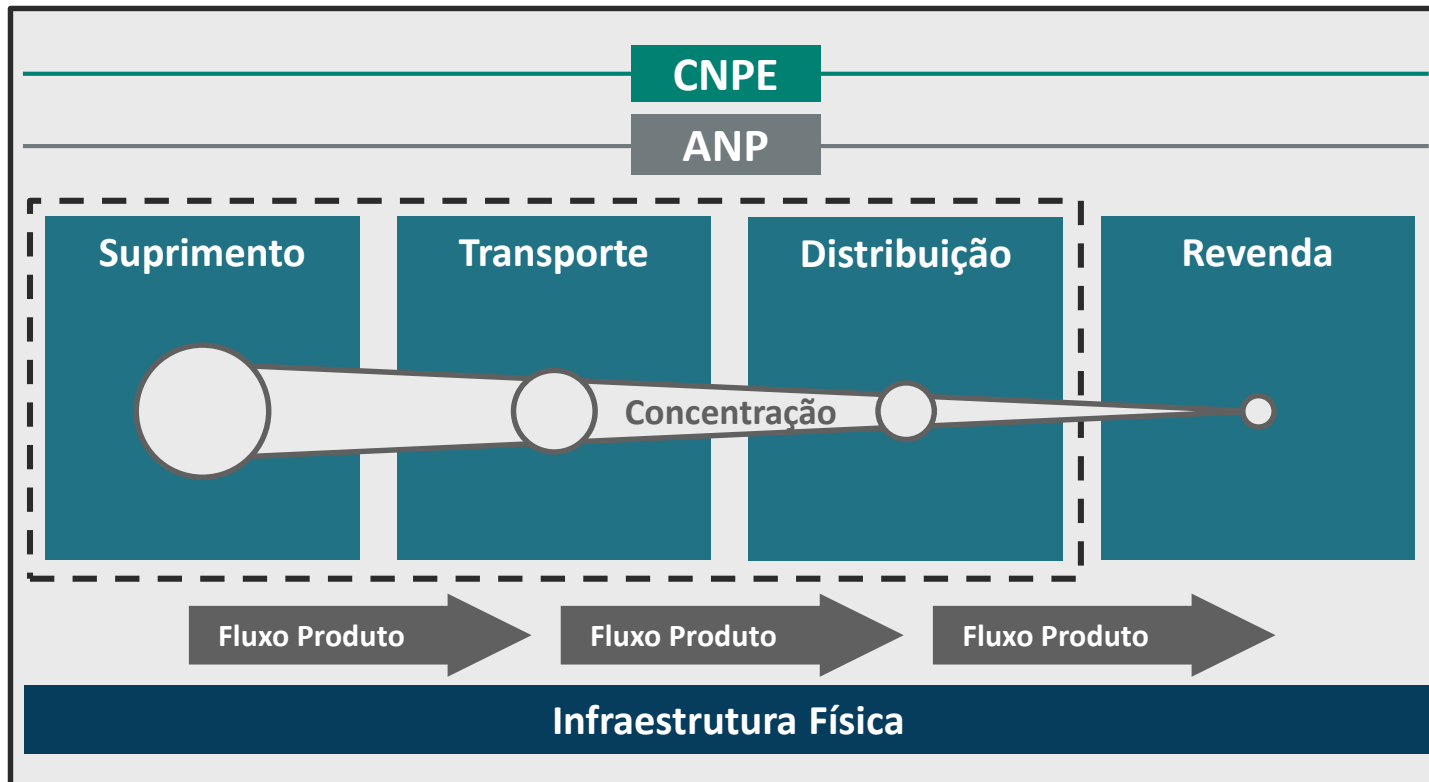 CNPE
ANP
Suprimento
Transporte
Distribuição
Revenda
Concentração
Fluxo Produto
Fluxo Produto
Fluxo Produto
Infraestrutura Física